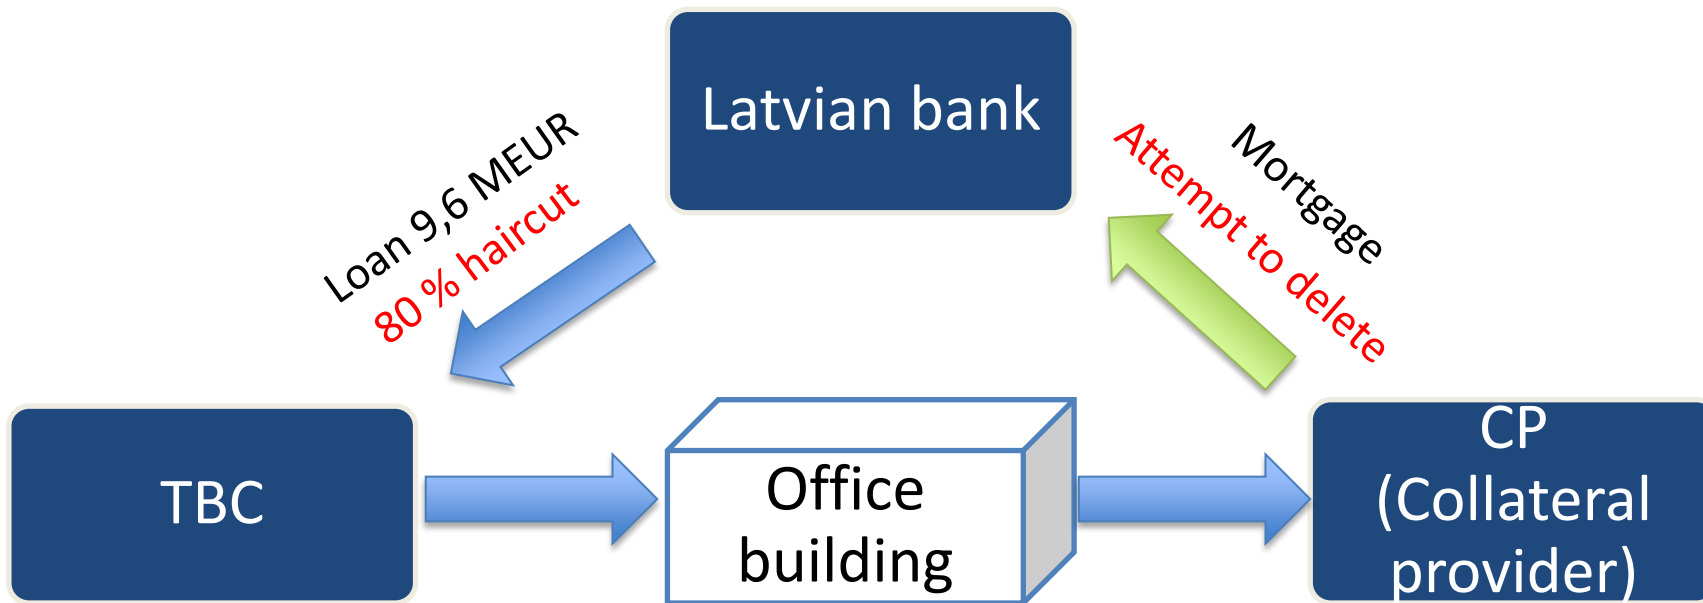 Latvian bank
Loan 9,6 MEUR
80 % haircut
Mortgage
Attempt to delete
TBC
Office
building
CP
(Collateral
provider)